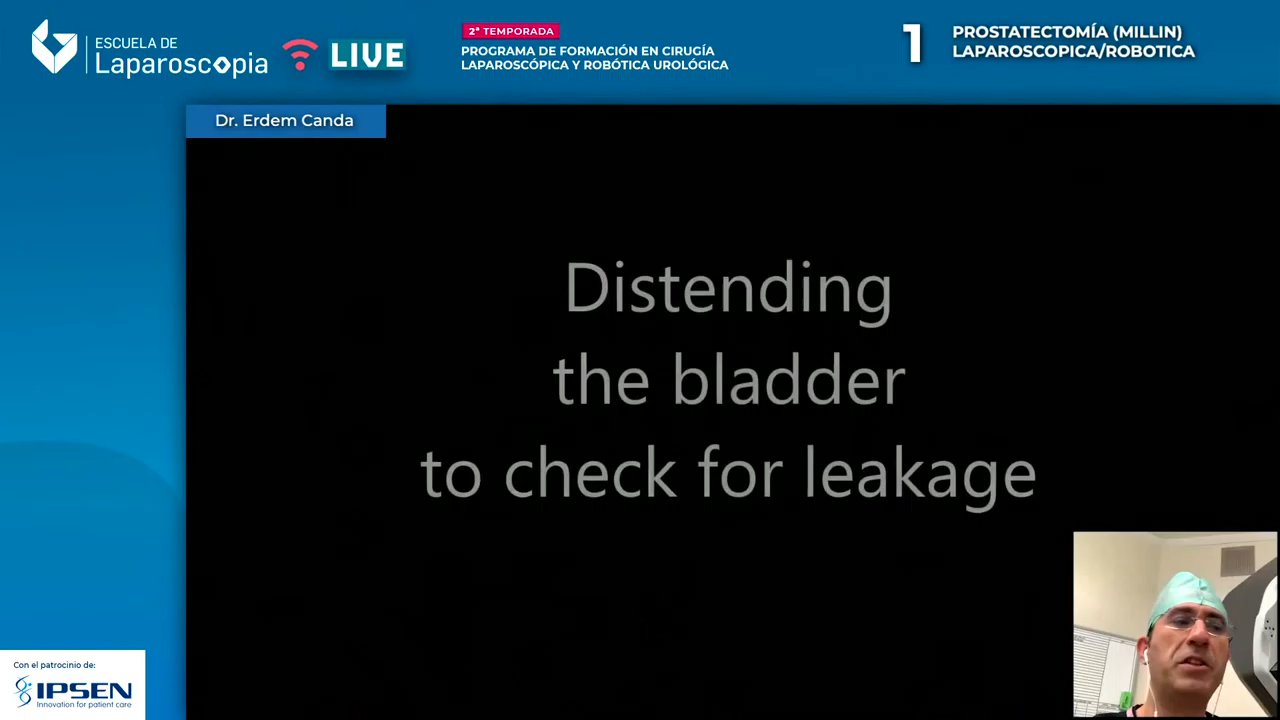 ESCUELA DE
Laparoscopia
LIVE
2ª TEMPORADA
PROGRAMA DE FORMACIÓN EN CIRUGÍA
LAPAROSCÓPICA Y ROBÓTICA UROLÓGICA
1
PROSTATECTOMÍA (MILLIN)
LAPAROSCOPICA/ROBOTICA
Dr. Erdem Canda
Distending
the bladder
to check for leakage
Con el patrocinio de:
IPSEN
Innovation for patient care